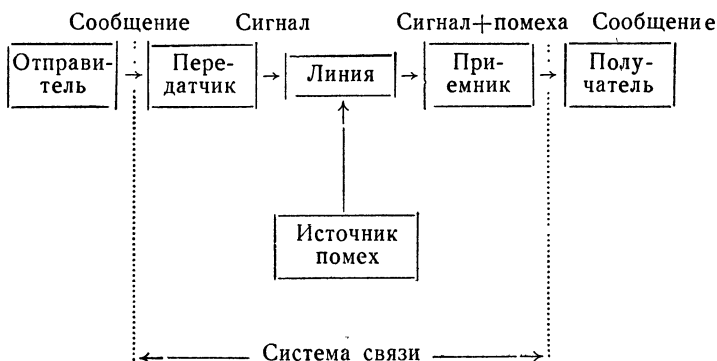 Сообщение Сигнал Сигнал+помеха Сообщение
Отправи-
тель
Пере-
датчик
Линия
При-
емник
Полу-
чатель
Источник
помех
Система связи